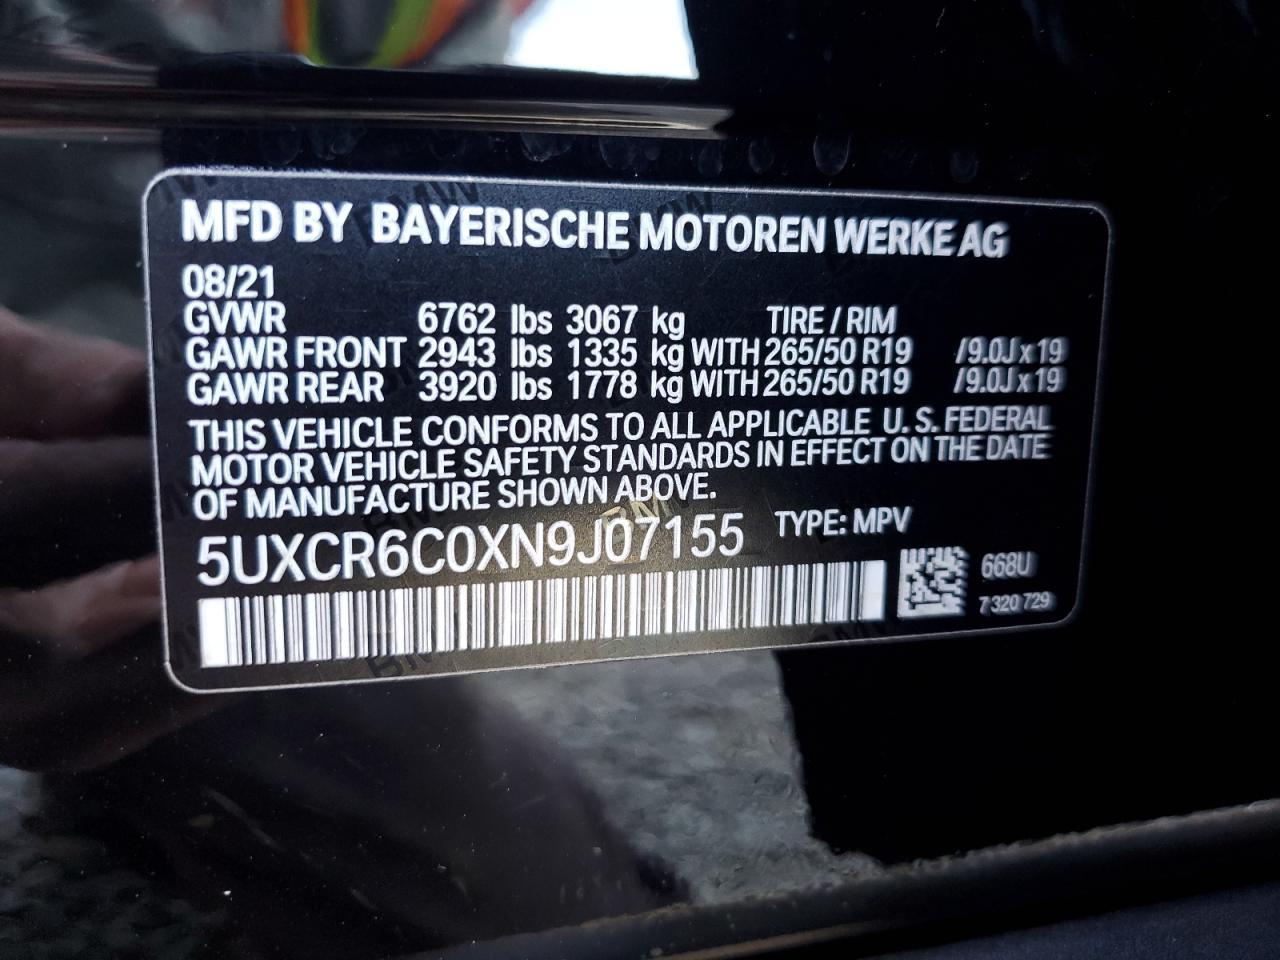 MFD BY BAYERISCHE MOTOREN WERKE AG
08/21
GVWR 6762 lbs 3067 kg TIRE / RIM
GAWR FRONT 2943 lbs 1335 kg WITH 265/50 R19 /9.0J x 19
GAWR REAR 3920 lbs 1778 kg WITH 265/50 R19 /9.0J x 19
THIS VEHICLE CONFORMS TO ALL APPLICABLE U. S. FEDERAL
MOTOR VEHICLE SAFETY STANDARDS IN EFFECT ON THE DATE
OF MANUFACTURE SHOWN ABOVE.
5UXCR6C0XN9J07155 TYPE: MPV
668U
7 320 729